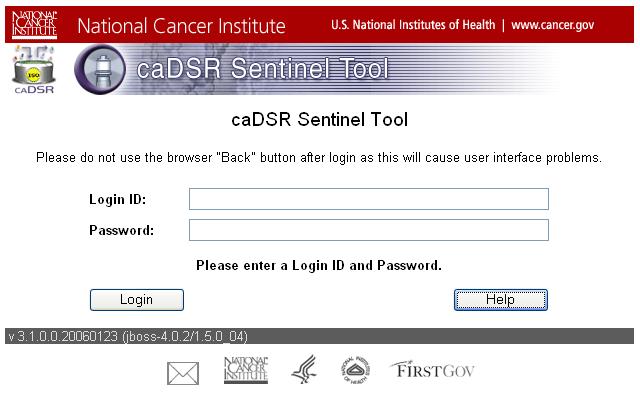 NATIONAL
CANCER
INSTITUTE
National Cancer Institute
U.S. National Institutes of Health | www.cancer.gov
ISO
caDSR
caDSR Sentinel Tool
caDSR Sentinel Tool
Please do not use the browser "Back" button after login as this will cause user interface problems.
Login ID:
Password:
Please enter a Login ID and Password.
Login
Help
v 3.1.0.0.20060123 (jboss-4.0.2/1.5.0_04)
NATIONAL
CANCER
INSTITUTE
FIRSTGOV